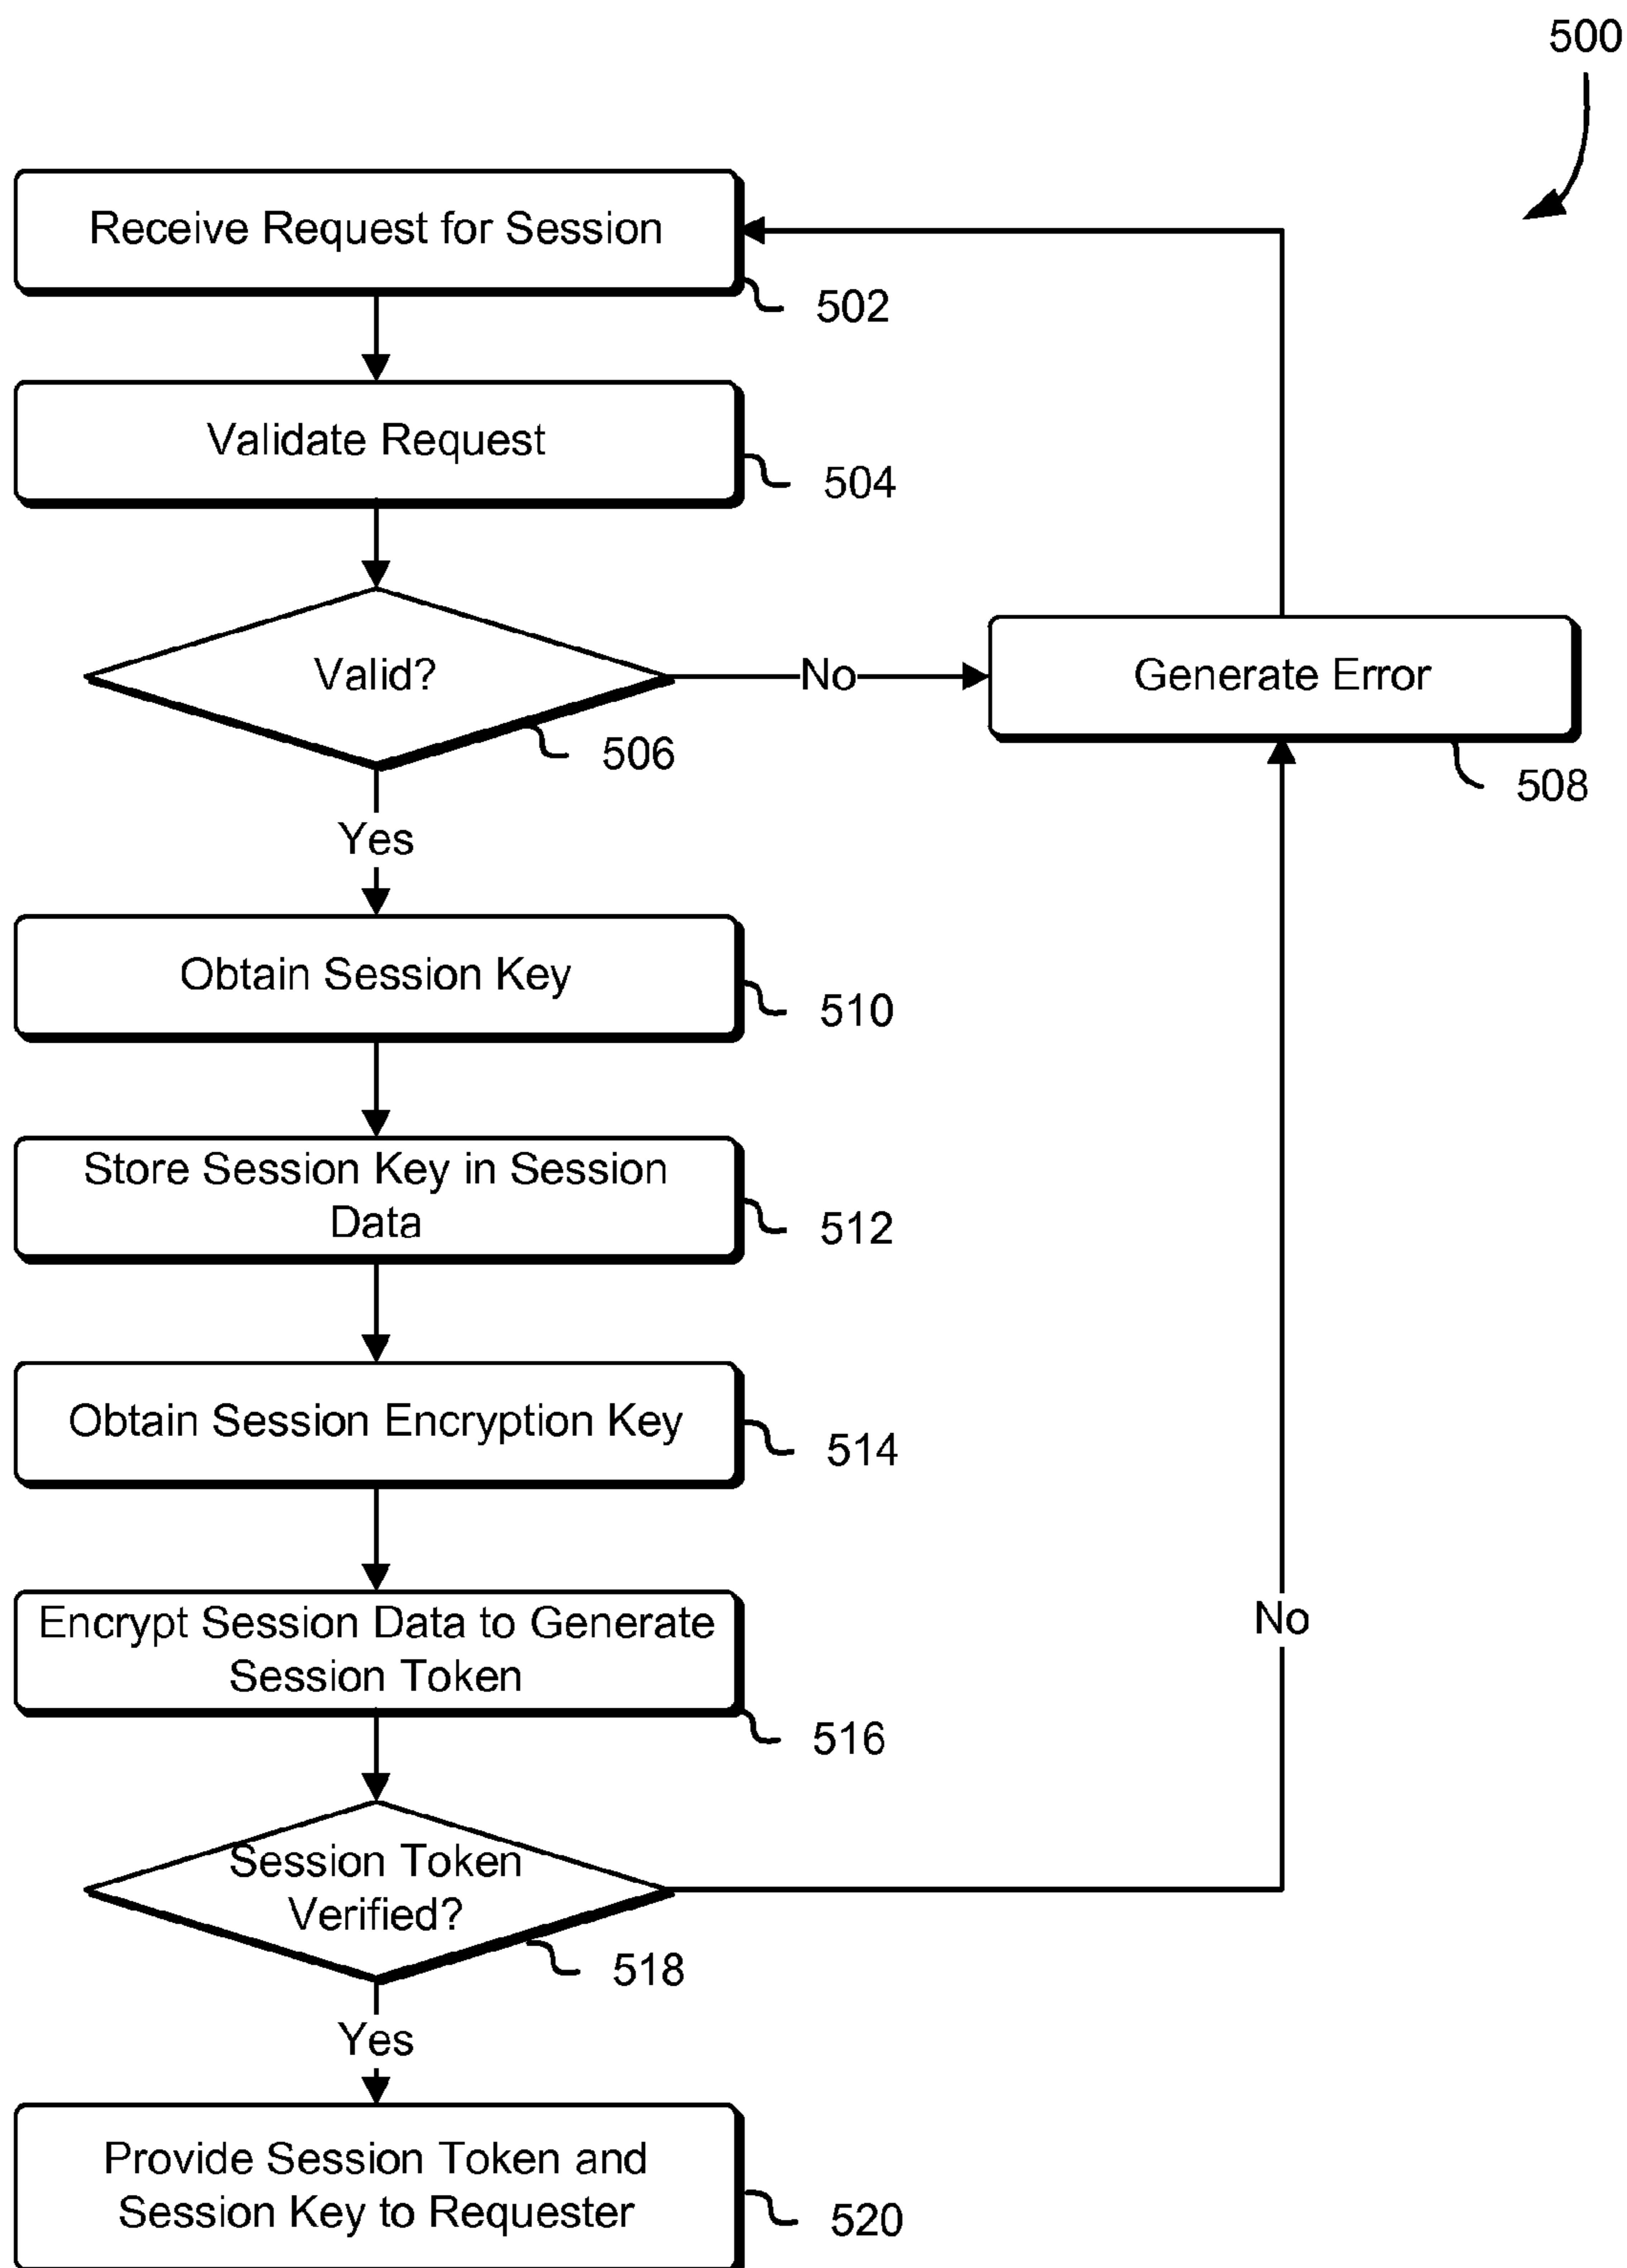 500
Receive Request for Session
502
Validate Request
504
Valid?
No
Generate Error
506
508
Yes
Obtain Session Key
510
Store Session Key in Session
Data
512
Obtain Session Encryption Key
514
Encrypt Session Data to Generate
Session Token
No
516
Session Token
Verified?
518
Yes
Provide Session Token and
Session Key to Requester
520